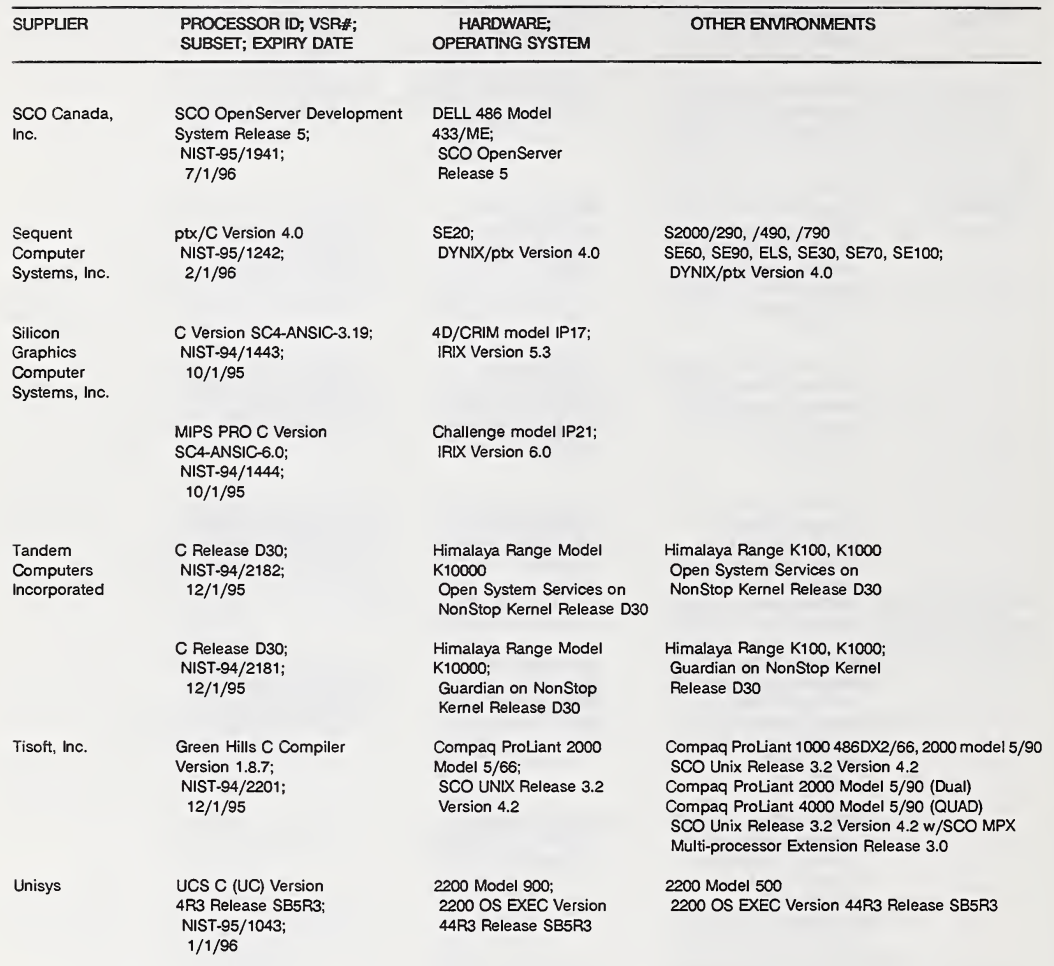 SUPPLIER
PROCESSOR ID; VSR#;
SUBSET; EXPIRY DATE
HARDWARE;
OPERATING SYSTEM
OTHER ENVIRONMENTS
SCO Canada,
Inc.
SCO OpenServer Development
System Release 5;
NIST-95/1941;
7/1/96
DELL 486 Model
433/ME;
SCO OpenServer
Release 5
Sequent
Computer
Systems, Inc.
ptx/C Version 4.0
NIST-95/1242;
2/1/96
SE20;
DYNIX/ptx Version 4.0
S2000/290, /490, /790
SE60, SE90, ELS, SE30, SE70, SE100;
DYNIX/ptx Version 4.0
Silicon
Graphics
Computer
Systems, Inc.
C Version SC4-ANSIC-3.19;
NIST-94/1443;
10/1/95
4D/CRIM model IP17;
IRIX Version 5.3
MIPS PRO C Version
SC4-ANSIC-6.0;
NIST-94/1444;
10/1/95
Challenge model IP21;
IRIX Version 6.0
Tandem
Computers
Incorporated
C Release D30;
NIST-94/2182;
12/1/95
Himalaya Range Model
K10000
Open System Services on
NonStop Kernel Release D30
Himalaya Range K100, K1000
Open System Services on
NonStop Kernel Release D30
C Release D30;
NIST-94/2181;
12/1/95
Himalaya Range Model
K10000;
Guardian on NonStop
Kernel Release D30
Himalaya Range K100, K1000;
Guardian on NonStop Kernel
Release D30
Tisoft, Inc.
Green Hills C Compiler
Version 1.8.7;
NIST-94/2201;
12/1/95
Compaq ProLiant 2000
Model 5/66;
SCO UNIX Release 3.2
Version 4.2
Compaq ProLiant 1000 486DX2/66, 2000 model 5/90
SCO Unix Release 3.2 Version 4.2
Compaq ProLiant 2000 Model 5/90 (Dual)
Compaq ProLiant 4000 Model 5/90 (QUAD)
SCO Unix Release 3.2 Version 4.2 w/SCO MPX
Multi-processor Extension Release 3.0
Unisys
UCS C (UC) Version
4R3 Release SB5R3;
NIST-95/1043;
1/1/96
2200 Model 900;
2200 OS EXEC Version
44R3 Release SB5R3
2200 Model 500
2200 OS EXEC Version 44R3 Release SB5R3